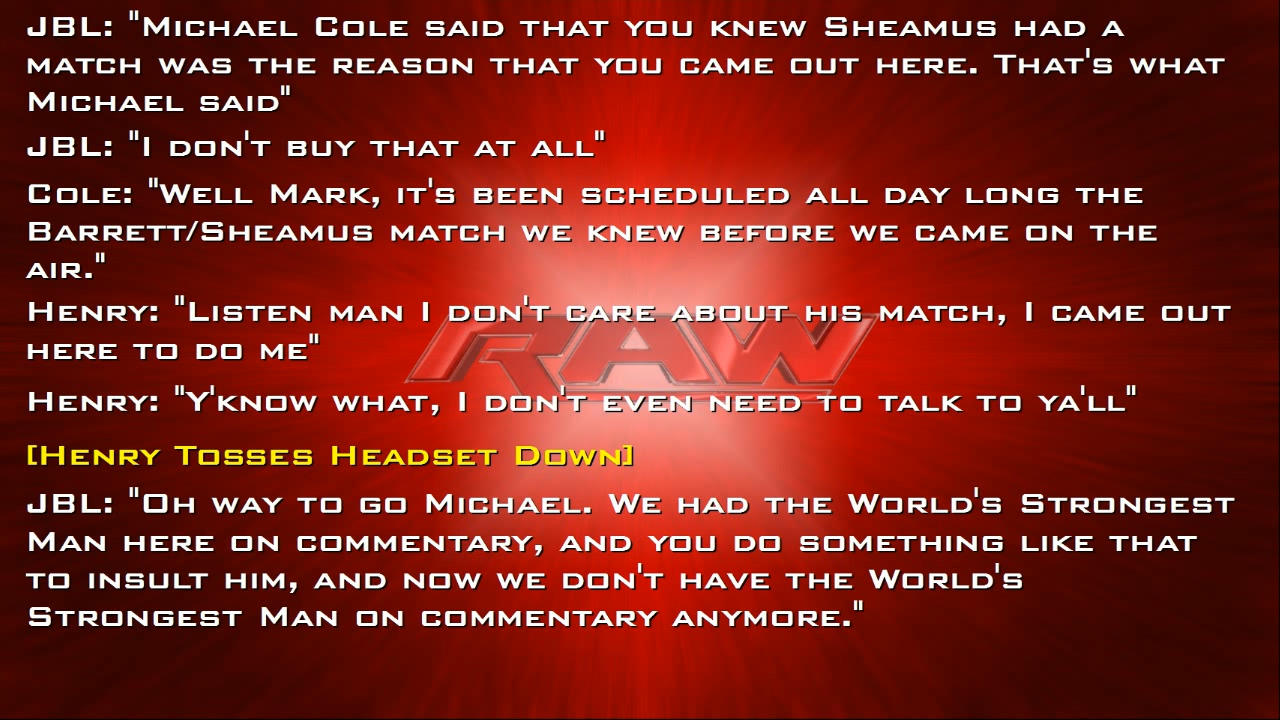 JBL: "Michael Cole said that you knew Sheamus had a
match was the reason that you came out here. That's what
Michael said"
JBL: "I don't buy that at all"
Cole: "Well Mark, it's been scheduled all day long the
Barrett/Sheamus match we knew before we came on the
air."
Henry: "Listen man I don't care about his match, I came out
here to do me"
RAW
Henry: "Y'know what, I don't even need to talk to ya'll"
[Henry Tosses Headset Down]
JBL: "Oh way to go Michael. We had the World's Strongest
Man here on commentary, and you do something like that
to insult him, and now we don't have the World's
Strongest Man on commentary anymore."